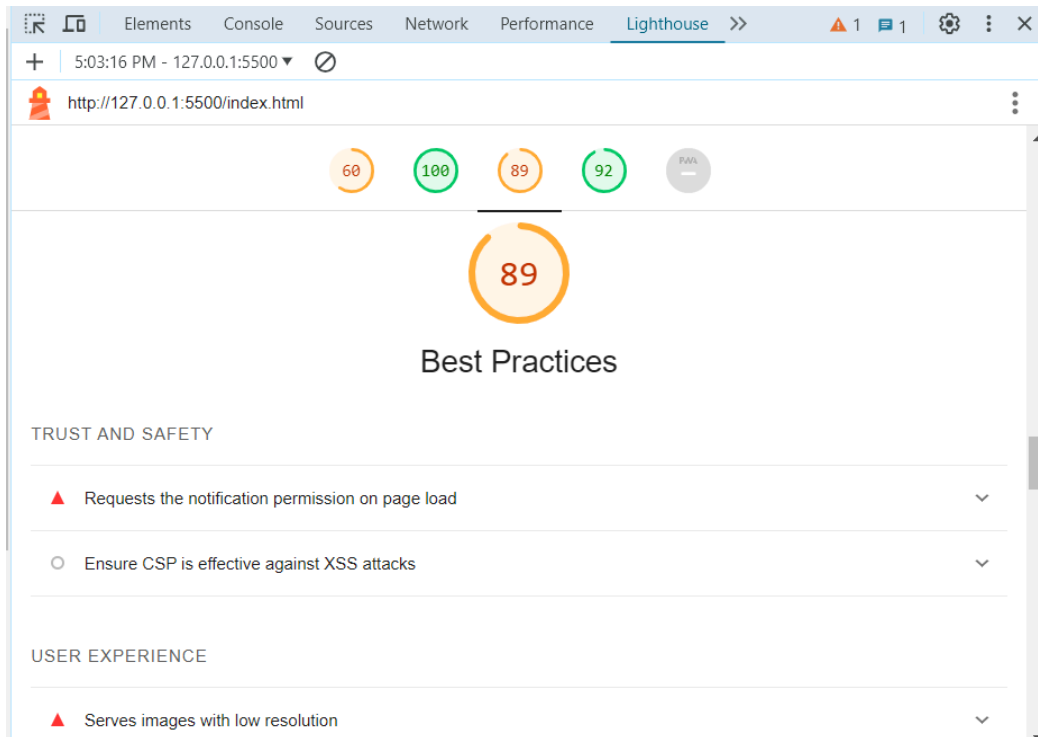 Elements Console Sources Network Performance Lighthouse 1 1
5:03:16 PM - 127.0.0.1:5500
http://127.0.0.1:5500/index.html
60 100 89 92 PWA
89
Best Practices
TRUST AND SAFETY
Requests the notification permission on page load
Ensure CSP is effective against XSS attacks
USER EXPERIENCE
Serves images with low resolution